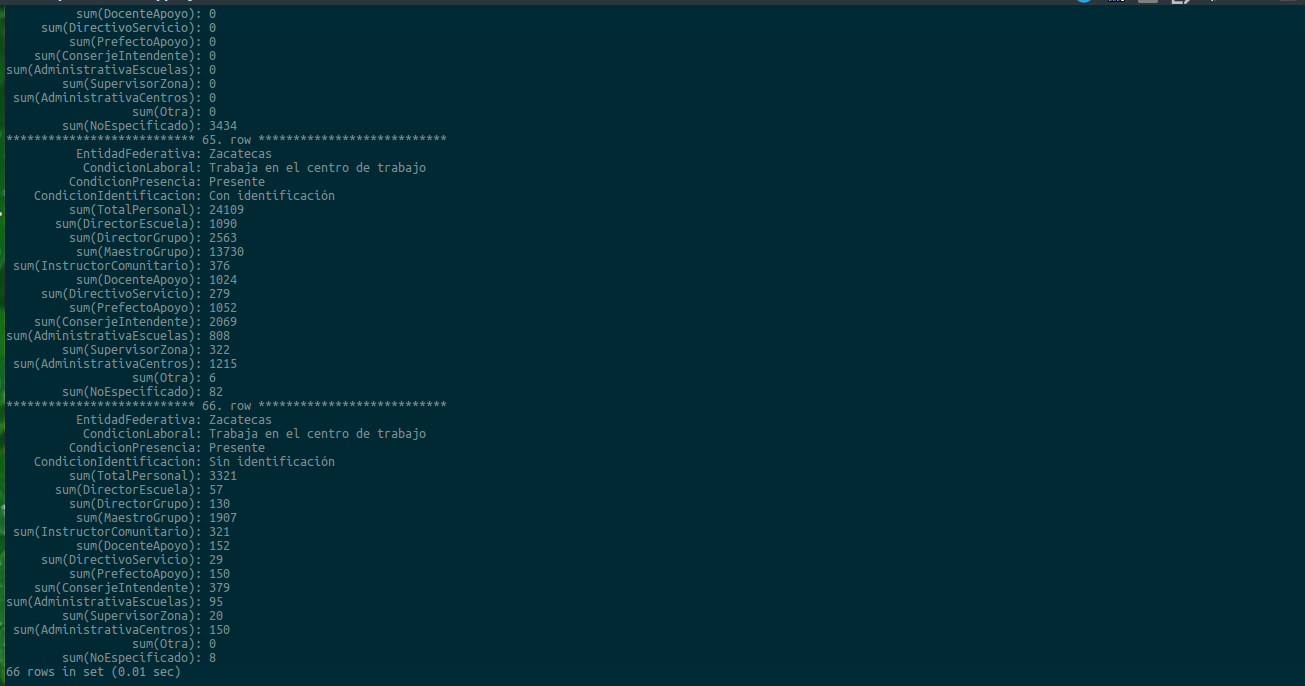 sum(DocenteApoyo): 0
sum(DirectivoServicio): 0
sum(PrefectoApoyo): 0
sum(ConserjeIntendente): 0
sum(AdministrativaEscuelas): 0
sum(SupervisorZona): 0
sum(AdministrativaCentros): 0
sum(Otra): 0
sum(NoEspecificado): 3434
*************************** 65. row ***************************
EntidadFederativa: Zacatecas
CondicionLaboral: Trabaja en el centro de trabajo
CondicionPresencia: Presente
CondicionIdentificacion: Con identificación
sum(TotalPersonal): 24109
sum(DirectorEscuela): 1090
sum(DirectorGrupo): 2563
sum(MaestroGrupo): 13730
sum(InstructorComunitario): 376
sum(DocenteApoyo): 1024
sum(DirectivoServicio): 279
sum(PrefectoApoyo): 1052
sum(ConserjeIntendente): 2069
sum(AdministrativaEscuelas): 808
sum(SupervisorZona): 322
sum(AdministrativaCentros): 1215
sum(Otra): 6
sum(NoEspecificado): 82
*************************** 66. row ***************************
EntidadFederativa: Zacatecas
CondicionLaboral: Trabaja en el centro de trabajo
CondicionPresencia: Presente
CondicionIdentificacion: Sin identificación
sum(TotalPersonal): 3321
sum(DirectorEscuela): 57
sum(DirectorGrupo): 130
sum(MaestroGrupo): 1907
sum(InstructorComunitario): 321
sum(DocenteApoyo): 152
sum(DirectivoServicio): 29
sum(PrefectoApoyo): 150
sum(ConserjeIntendente): 379
sum(AdministrativaEscuelas): 95
sum(SupervisorZona): 20
sum(AdministrativaCentros): 150
sum(Otra): 0
sum(NoEspecificado): 8
66 rows in set (0.01 sec)